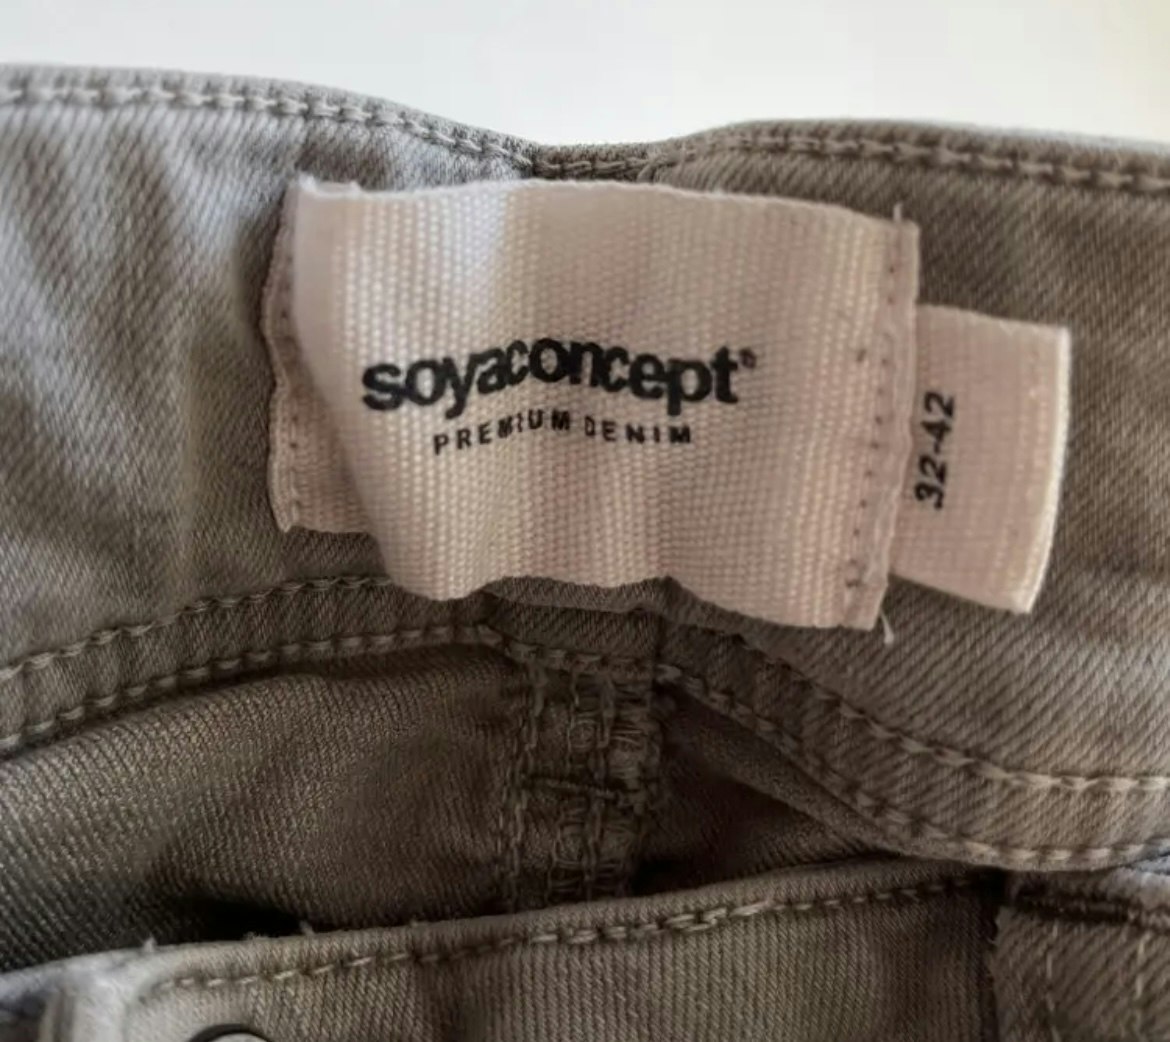 soyaconcept®
PREMIUM DENIM
32-42